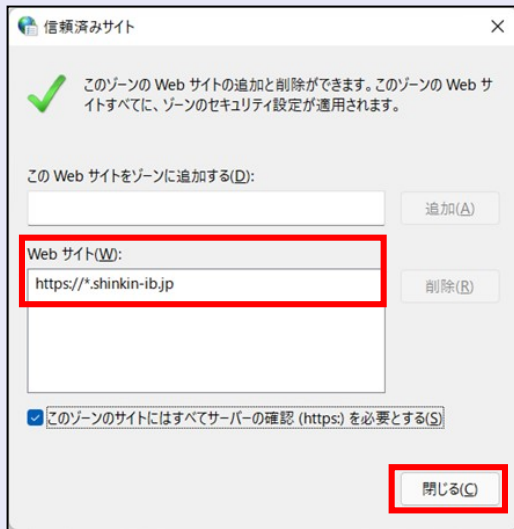 信頼済みサイト
このゾーンの Web サイトの追加と削除ができます。このゾーンの Web サ
イトすべてに、ゾーンのセキュリティ設定が適用されます。
この Web サイトをゾーンに追加する(D):
追加(A)
Web サイト(W):
https://*.shinkin-ib.jp
削除(R)
このゾーンのサイトにはすべてサーバーの確認 (https:) を必要とする(S)
閉じる(C)